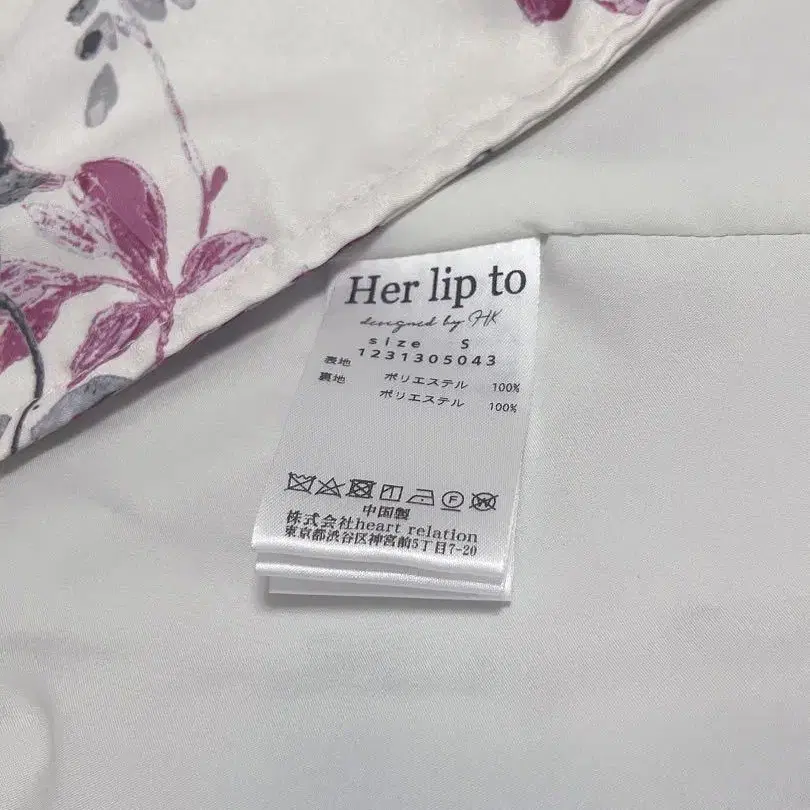 Her lip to
designed by HK
size S
1231305043
表地 ポリエステル 100%
裏地 ポリエステル 100%
中国製
株式会社heart relation
東京都渋谷区神宮前5丁目7-20